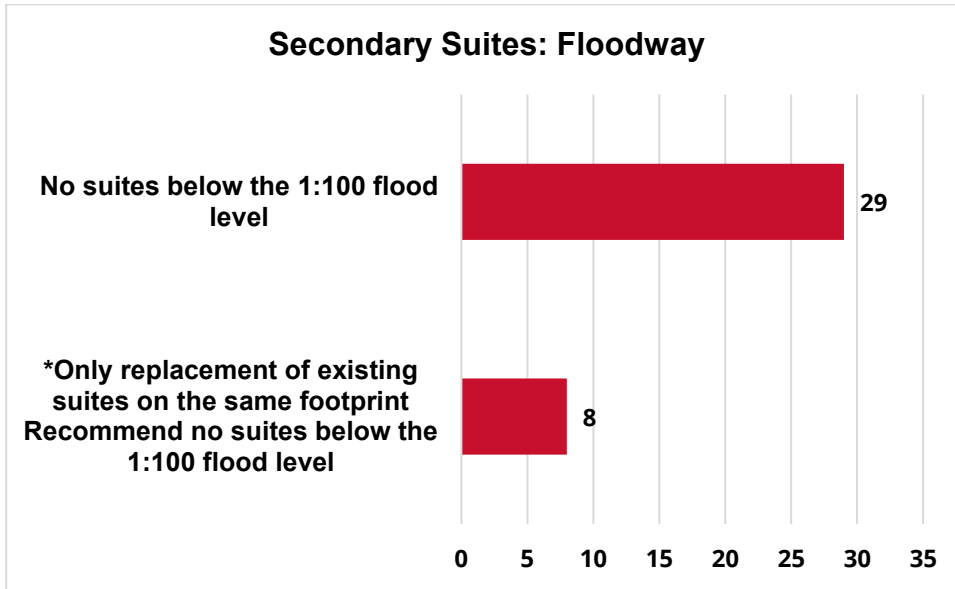 Secondary Suites: Floodway
No suites below the 1:100 flood
level
29
*Only replacement of existing
suites on the same footprint
Recommend no suites below the
1:100 flood level
8
0 5 10 15 20 25 30 35